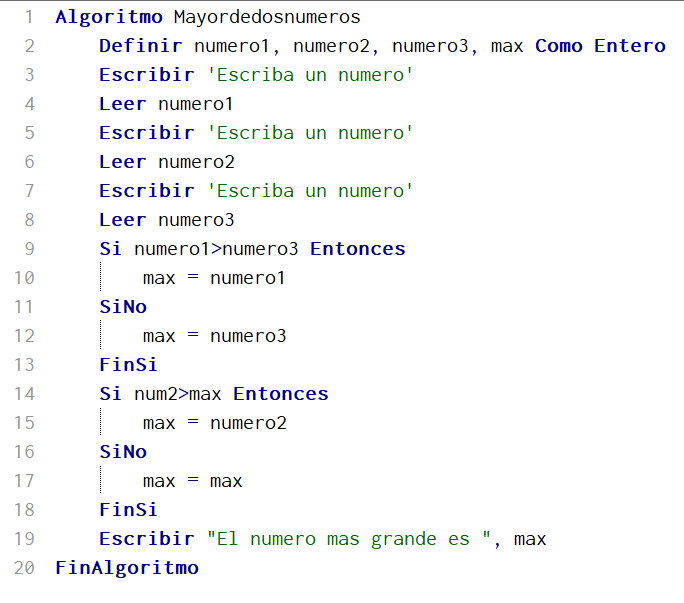 1 Algoritmo Mayordedosnumeros
2 Definir numero1, numero2, numero3, max Como Entero
3 Escribir 'Escriba un numero'
4 Leer numero1
5 Escribir 'Escriba un numero'
6 Leer numero2
7 Escribir 'Escriba un numero'
8 Leer numero3
9 Si numero1>numero3 Entonces
10 max = numero1
11 SiNo
12 max = numero3
13 FinSi
14 Si num2>max Entonces
15 max = numero2
16 SiNo
17 max = max
18 FinSi
19 Escribir "El numero mas grande es ", max
20 FinAlgoritmo